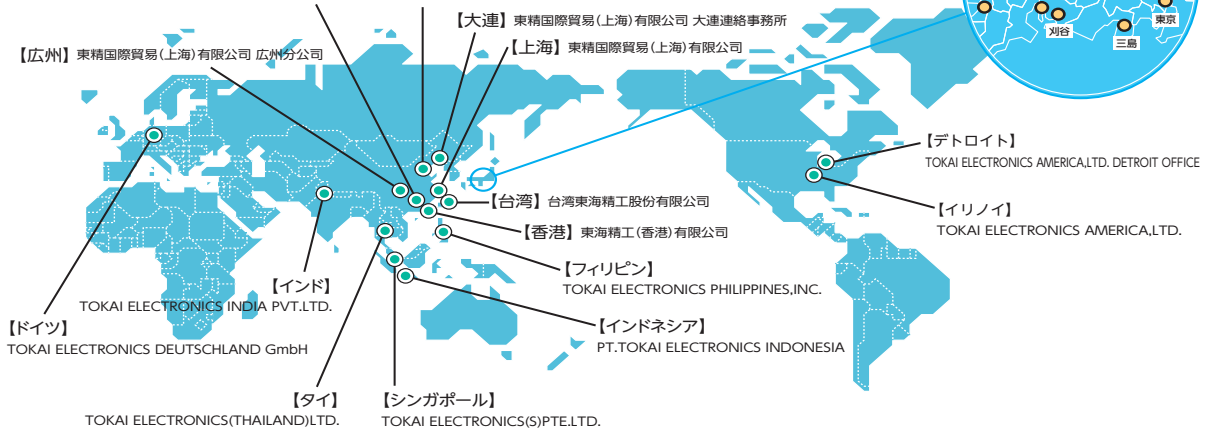 【大連】 東精国際貿易(上海)有限公司 大連連絡事務所
【上海】 東精国際貿易(上海)有限公司
【広州】 東精国際貿易(上海)有限公司 広州分公司
東京
刈谷
三島
【デトロイト】
TOKAI ELECTRONICS AMERICA,LTD. DETROIT OFFICE
【イリノイ】
TOKAI ELECTRONICS AMERICA,LTD.
【台湾】 台湾東海精工股份有限公司
【香港】 東海精工(香港)有限公司
【フィリピン】
TOKAI ELECTRONICS PHILIPPINES,INC.
【インド】
TOKAI ELECTRONICS INDIA PVT.LTD.
【インドネシア】
PT.TOKAI ELECTRONICS INDONESIA
【ドイツ】
TOKAI ELECTRONICS DEUTSCHLAND GmbH
【タイ】
TOKAI ELECTRONICS(THAILAND)LTD.
【シンガポール】
TOKAI ELECTRONICS(S)PTE.LTD.